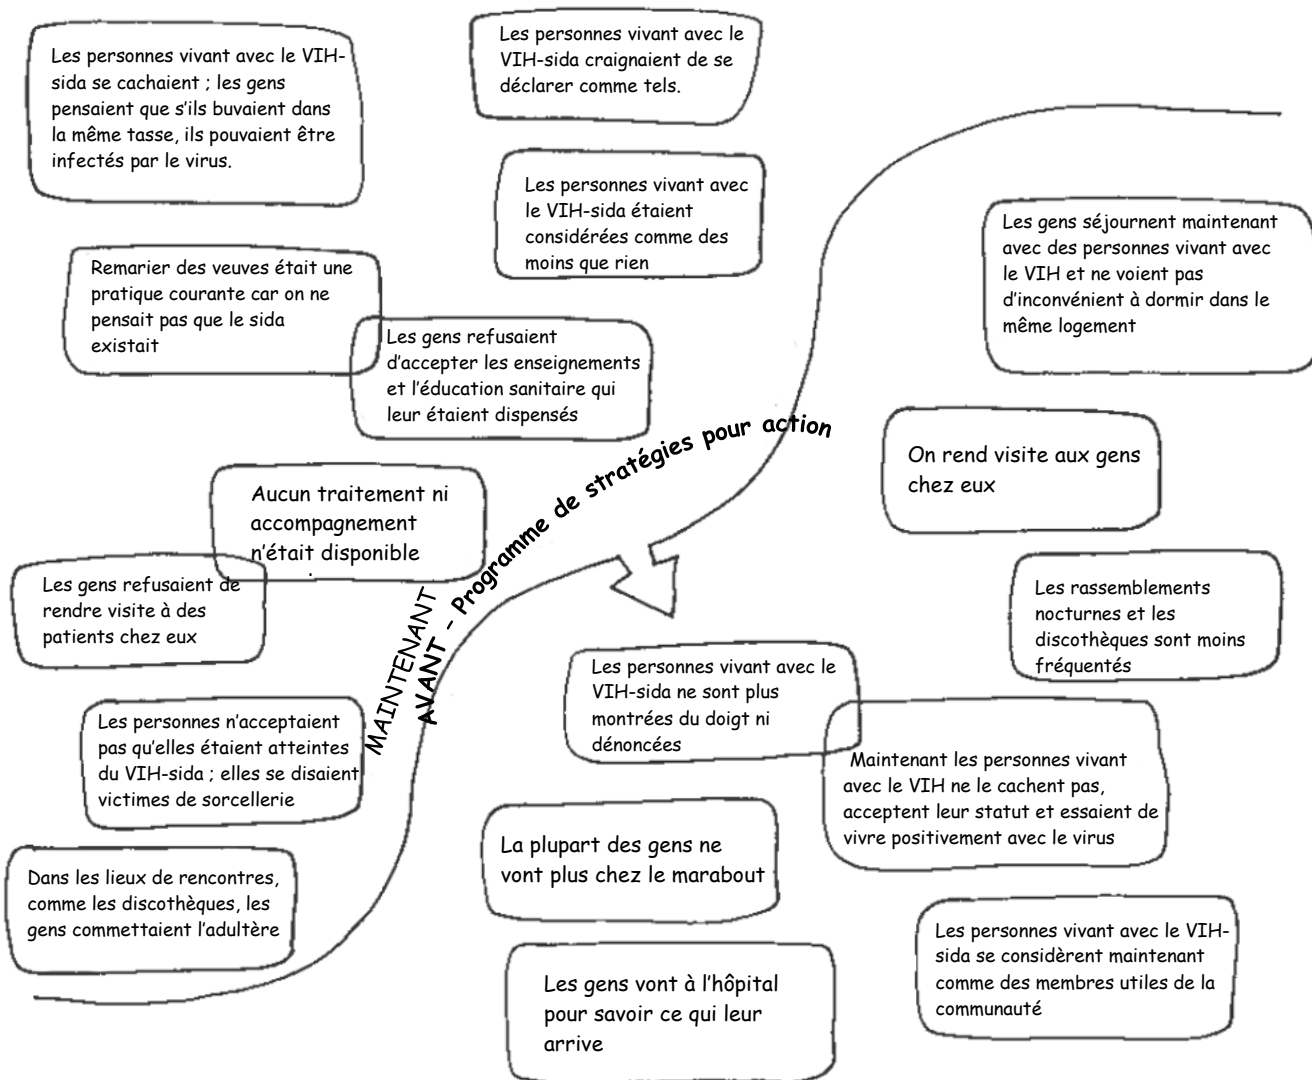 Les personnes vivant avec le VIH-
sida se cachaient ; les gens
pensaient que s’ils buvaient dans
la même tasse, ils pouvaient être
infectés par le virus.
Les personnes vivant avec le
VIH-sida craignaient de se
déclarer comme tels.
Les personnes vivant avec
le VIH-sida étaient
considérées comme des
moins que rien
Remarier des veuves était une
pratique courante car on ne
pensait pas que le sida
existait
Les gens refusaient
d’accepter les enseignements
et l’éducation sanitaire qui
leur étaient dispensés
Aucun traitement ni
accompagnement
n’était disponible
Les gens refusaient de
rendre visite à des
patients chez eux
Les personnes n’acceptaient
pas qu’elles étaient atteintes
du VIH-sida ; elles se disaient
victimes de sorcellerie
Dans les lieux de rencontres,
comme les discothèques, les
gens commettaient l’adultère
MAINTENANT
AVANT - Programme de stratégies pour action
Les gens séjournent maintenant
avec des personnes vivant avec
le VIH et ne voient pas
d’inconvénient à dormir dans le
même logement
On rend visite aux gens
chez eux
Les rassemblements
nocturnes et les
discothèques sont moins
fréquentés
Les personnes vivant avec le
VIH-sida ne sont plus
montrées du doigt ni
dénoncées
Maintenant les personnes vivant
avec le VIH ne le cachent pas,
acceptent leur statut et essaient de
vivre positivement avec le virus
La plupart des gens ne
vont plus chez le marabout
Les personnes vivant avec le VIH-
sida se considèrent maintenant
comme des membres utiles de la
communauté
Les gens vont à l’hôpital
pour savoir ce qui leur
arrive